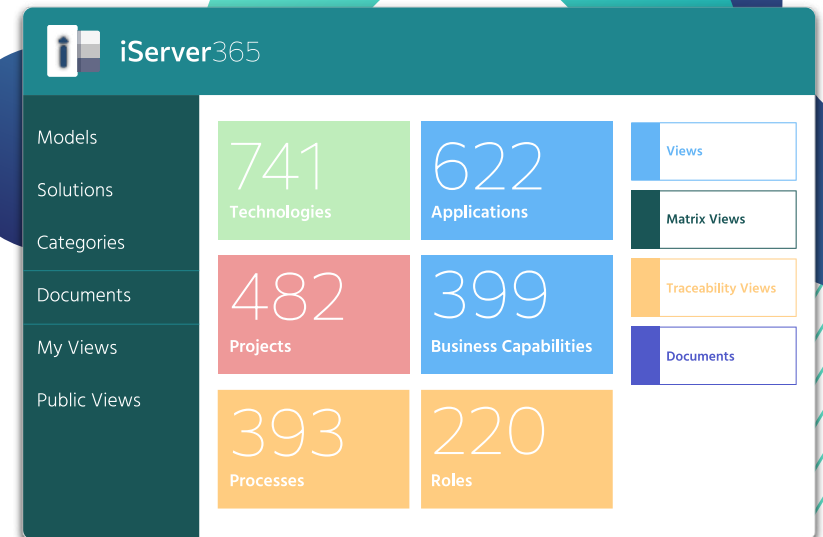 i
iServer365
Models
Solutions
Categories
Documents
My Views
Public Views
741
Technologies
622
Applications
482
Projects
399
Business Capabilities
393
Processes
220
Roles
Views
Matrix Views
Traceability Views
Documents